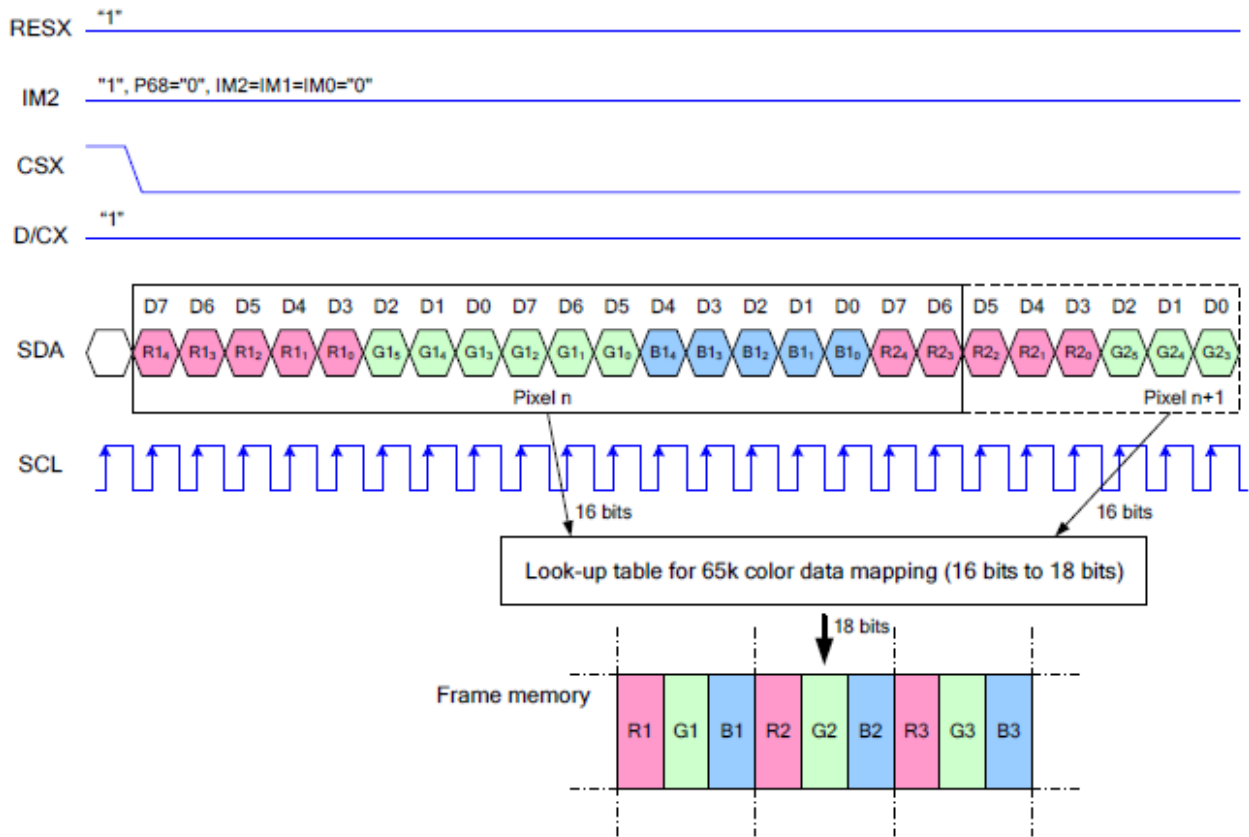 RESX "1"
IM2 "1", P68="0", IM2=IM1=IM0="0"
CSX
D/CX "1"
D7 D6 D5 D4 D3 D2 D1 D0 D7 D6 D5 D4 D3 D2 D1 D0 D7 D6 D5 D4 D3 D2 D1 D0
SDA R1₄ R1₃ R1₂ R1₁ R1₀ G1₅ G1₄ G1₃ G1₂ G1₁ G1₀ B1₄ B1₃ B1₂ B1₁ B1₀ R2₄ R2₃ R2₂ R2₁ R2₀ G2₅ G2₄ G2₃
Pixel n Pixel n+1
SCL
16 bits 16 bits
Look-up table for 65k color data mapping (16 bits to 18 bits)
18 bits
Frame memory
R1 G1 B1 R2 G2 B2 R3 G3 B3